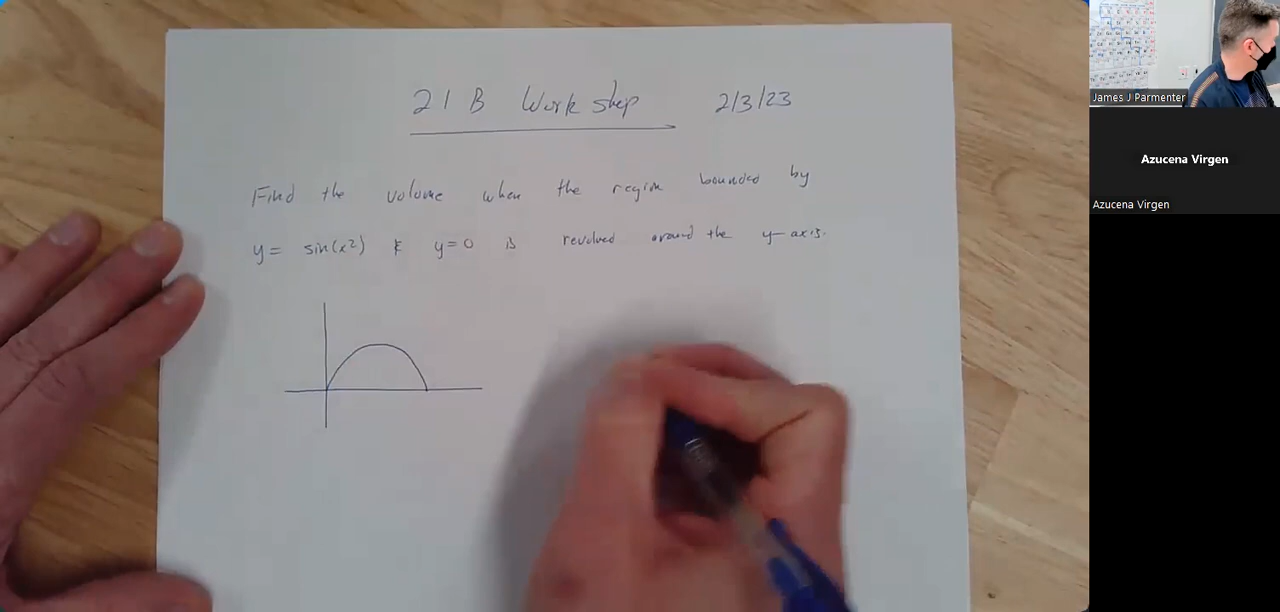 21B Workshop 2/3/23
Find the volume when the region bounded by
y = sin(x²) & y=0 is revolved around the y-axis.
James J Parmenter
Azucena Virgen
Azucena Virgen